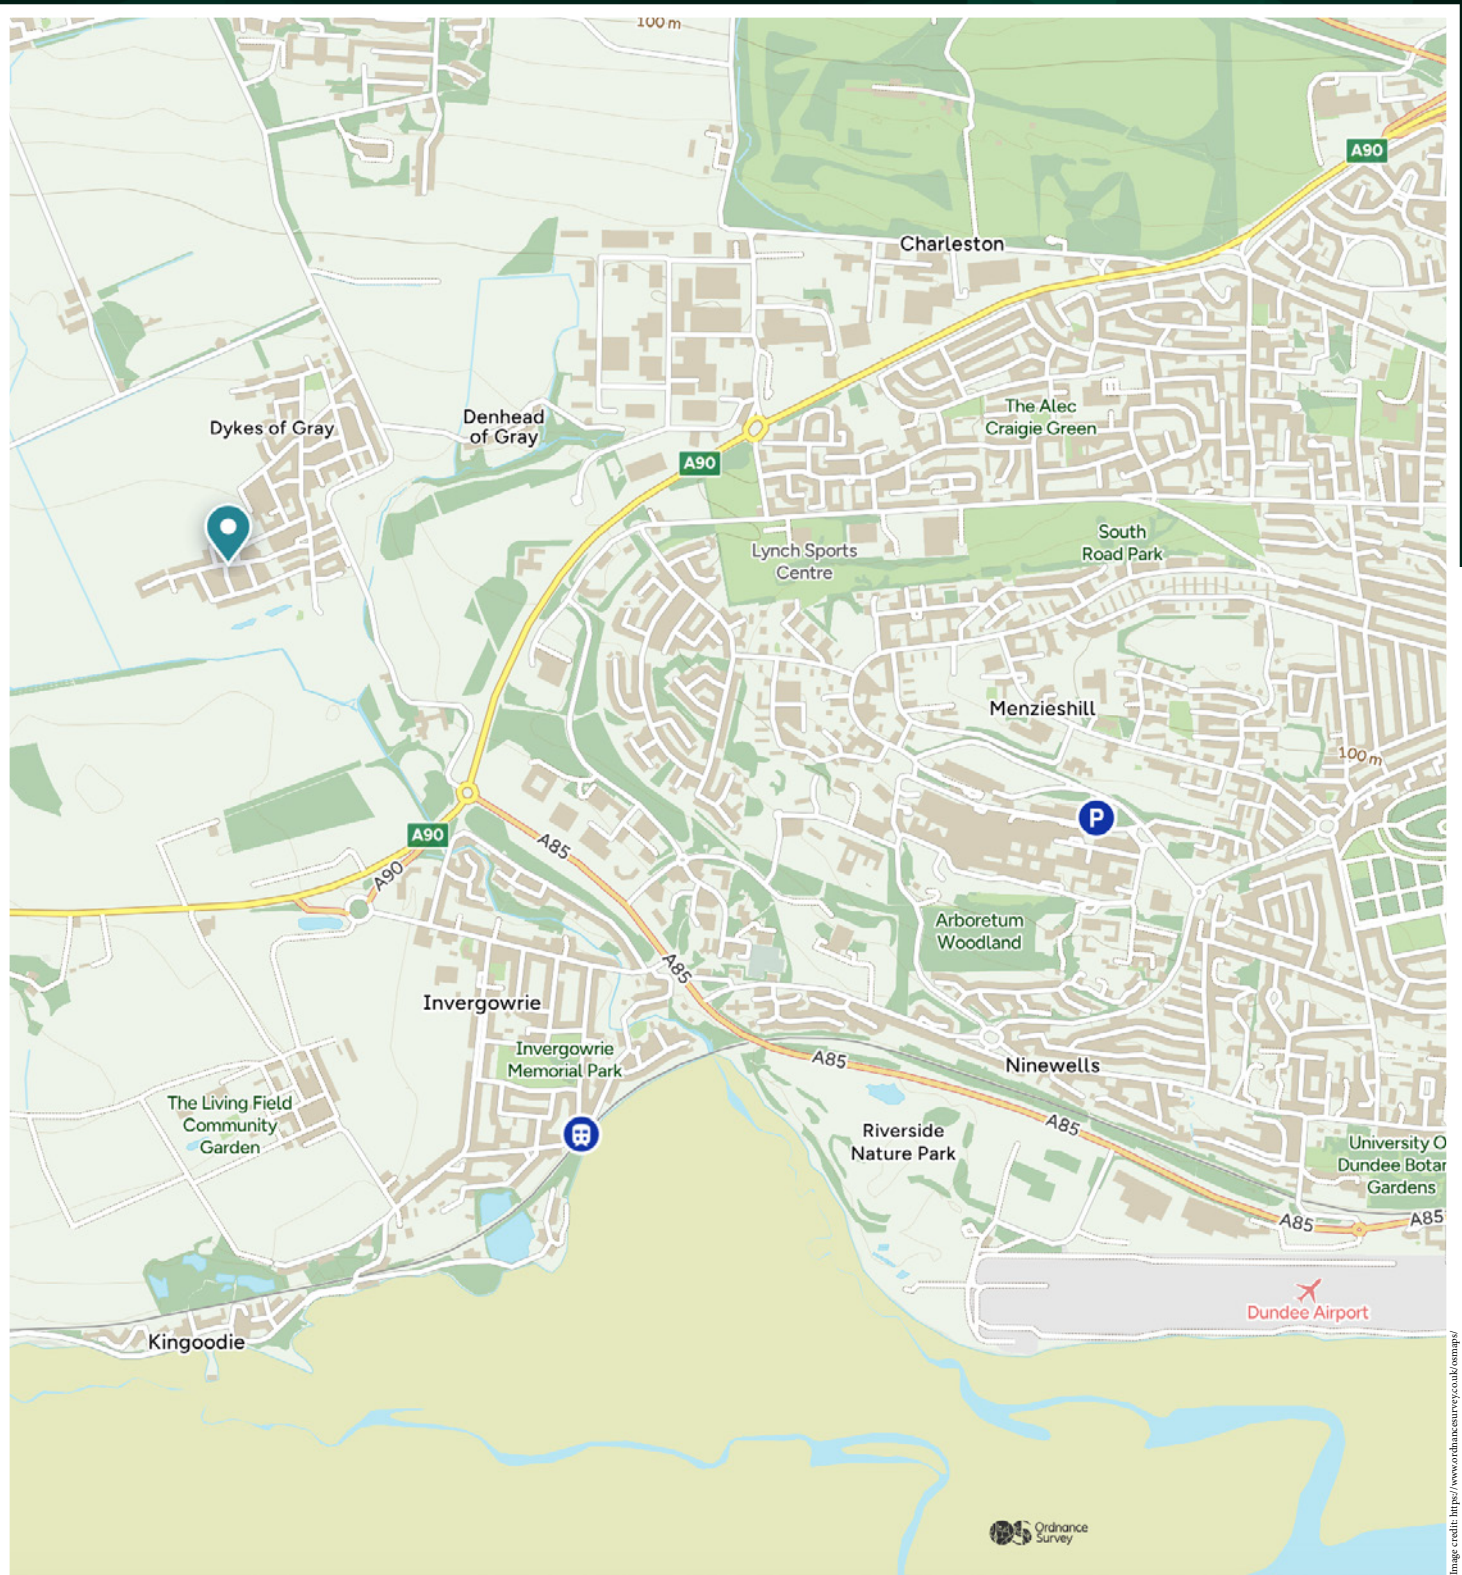 100 m
A90
Charleston
The Alec
Craigie Green
Dykes of Gray
Denhead
of Gray
A90
South
Road Park
Lynch Sports
Centre
Menzieshill
100 m
P
A90
A85
A90
Arboretum
Woodland
A85
Invergowrie
Invergowrie
Memorial Park
A85
Ninewells
The Living Field
Community
Garden
Riverside
Nature Park
A85
University O
Dundee Botar
Gardens
A85
A85
Dundee Airport
Kingoodie
OS
Ordnance
Survey
Image credit: https://www.ordnancesurvey.co.uk/osmaps/